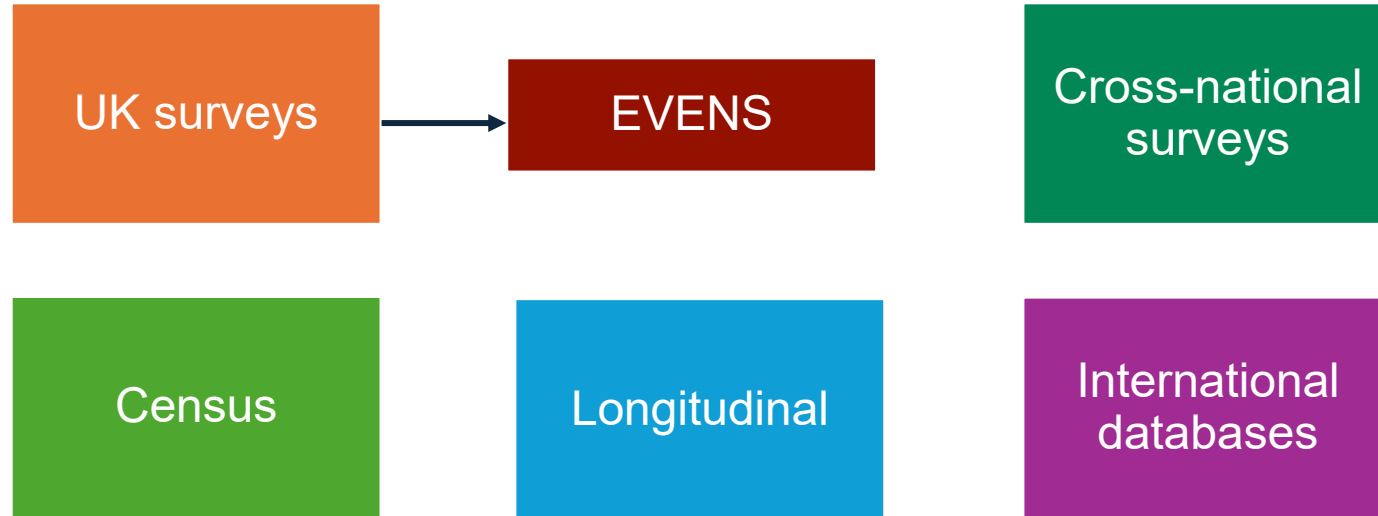 UK surveys
EVENS
Cross-national
surveys
Census
Longitudinal
International
databases